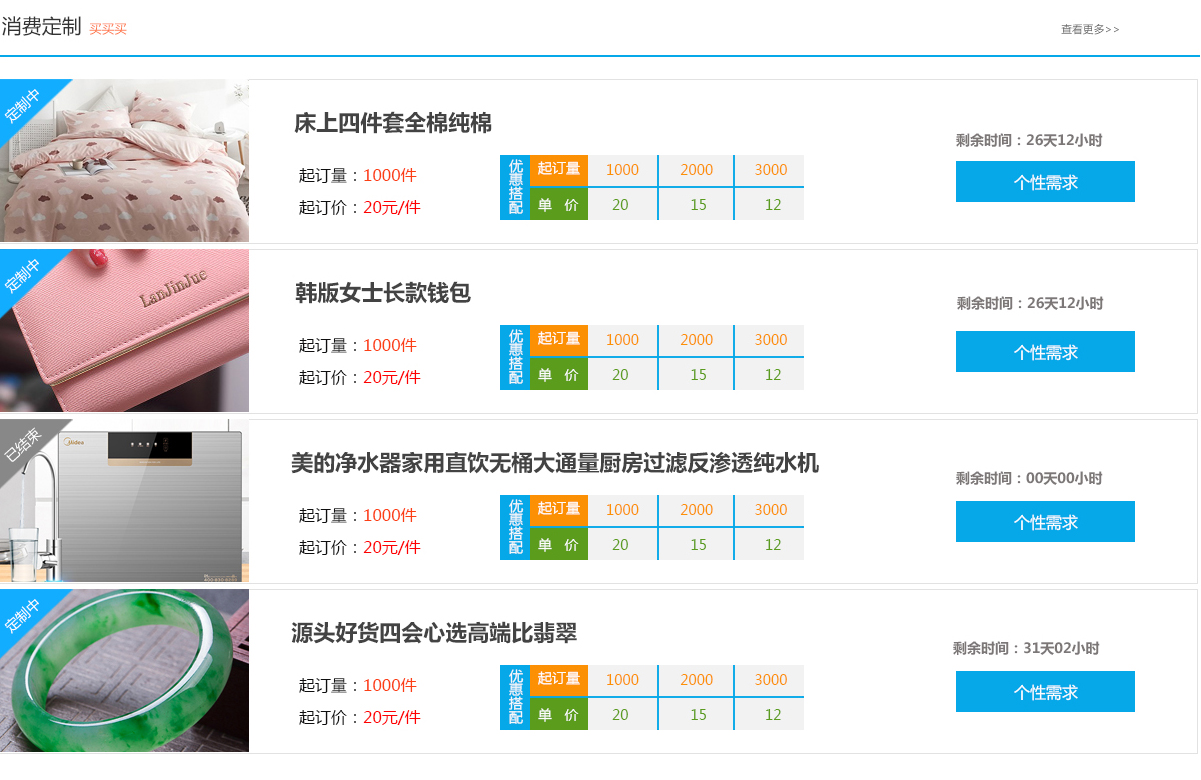 消费定制 买买买
查看更多>>
定制中
床上四件套全棉纯棉
起订量：1000件
起订价：20元/件
优惠搭配
起订量 1000 2000 3000
单 价 20 15 12
剩余时间：26天12小时
个性需求
定制中
LanJinJue
韩版女士长款钱包
起订量：1000件
起订价：20元/件
优惠搭配
起订量 1000 2000 3000
单 价 20 15 12
剩余时间：26天12小时
个性需求
已结束
Midea
美的净水器家用直饮无桶大通量厨房过滤反渗透纯水机
起订量：1000件
起订价：20元/件
优惠搭配
起订量 1000 2000 3000
单 价 20 15 12
剩余时间：00天00小时
个性需求
定制中
源头好货四会心选高端比翡翠
起订量：1000件
起订价：20元/件
优惠搭配
起订量 1000 2000 3000
单 价 20 15 12
剩余时间：31天02小时
个性需求